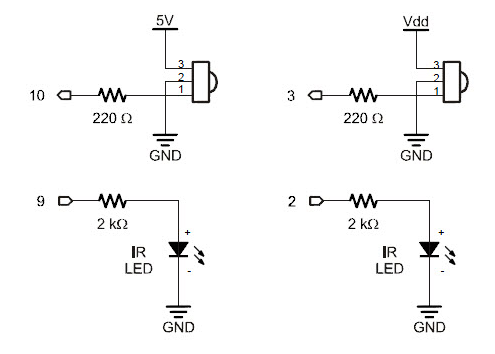 5V
3
2
1
10
220 Ω
GND
Vdd
3
2
1
3
220 Ω
GND
9
2 kΩ
+
IR
LED
-
GND
2
2 kΩ
+
IR
LED
-
GND